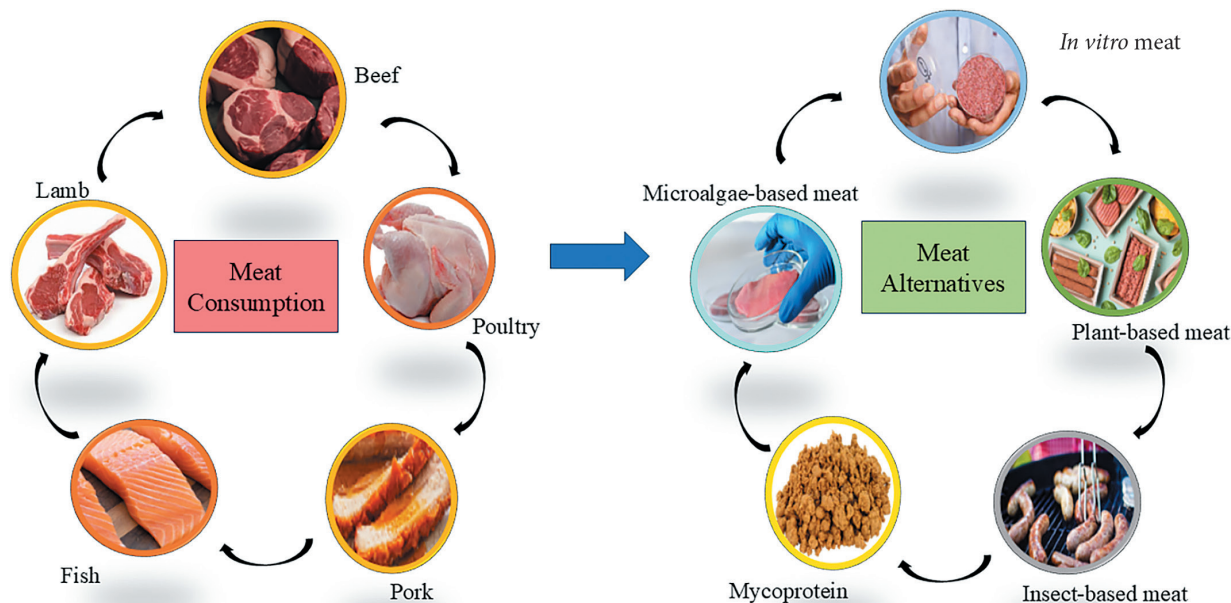 Beef
Lamb
Meat
Consumption
Poultry
Fish
Pork
In vitro meat
Microalgae-based meat
Meat
Alternatives
Plant-based meat
Mycoprotein
Insect-based meat